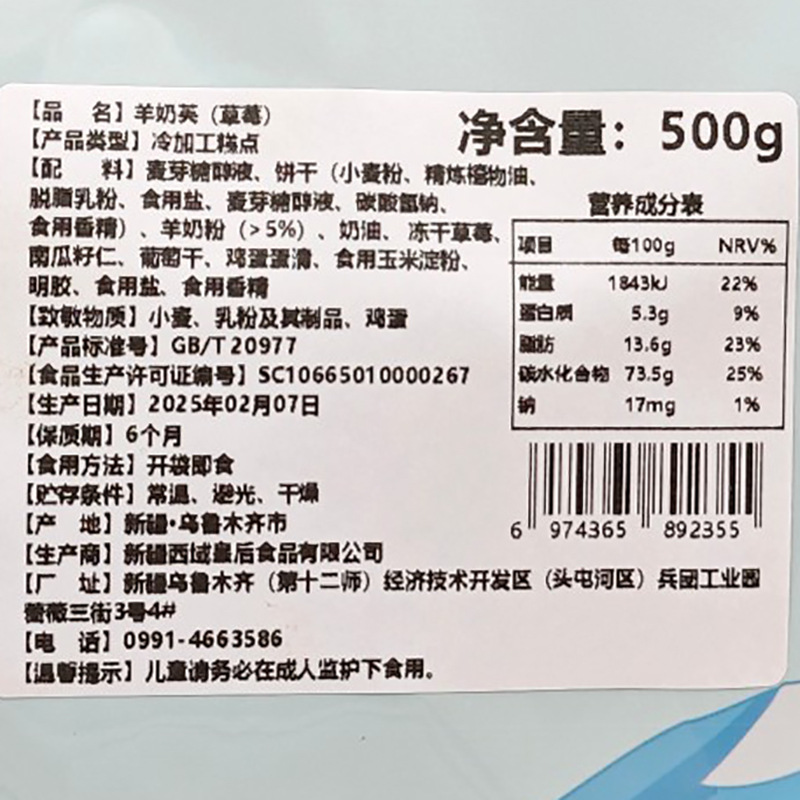 【品 名】羊奶芙（草莓）
净含量：500g
【产品类型】冷加工糕点
【配 料】麦芽糖醇液、饼干（小麦粉、精炼植物油、
脱脂乳粉、食用盐、麦芽糖醇液、碳酸氢钠、
食用香精）、羊奶粉（>5%）、奶油、冻干草莓、
南瓜籽仁、葡萄干、鸡蛋蛋清、食用玉米淀粉、
明胶、食用盐、食用香精
【致敏物质】小麦、乳粉及其制品、鸡蛋
【产品标准号】GB/T 20977
【食品生产许可证编号】SC10665010000267
【生产日期】2025年02月07日
【保质期】6个月
【食用方法】开袋即食
【贮存条件】常温、避光、干燥
【产 地】新疆·乌鲁木齐市
【生产商】新疆西域皇后食品有限公司
【厂 址】新疆乌鲁木齐（第十二师）经济技术开发区（头屯河区）兵团工业园
蔷薇三街3号4#
【电 话】0991-4663586
【温馨提示】儿童请务必在成人监护下食用。
营养成分表
项目 每100g NRV%
能量 1843kJ 22%
蛋白质 5.3g 9%
脂肪 13.6g 23%
碳水化合物 73.5g 25%
钠 17mg 1%
6 974365 892355